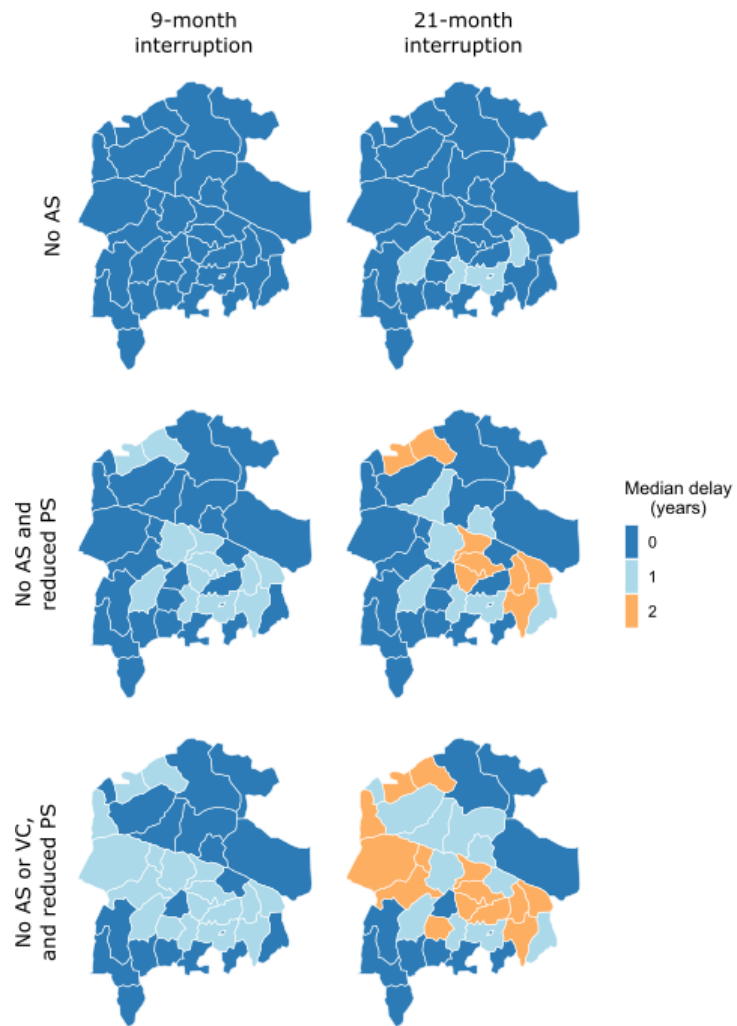 9-month
interruption
21-month
interruption
No AS
No AS and
reduced PS
Median delay
(years)
0
1
2
No AS or VC,
and reduced PS